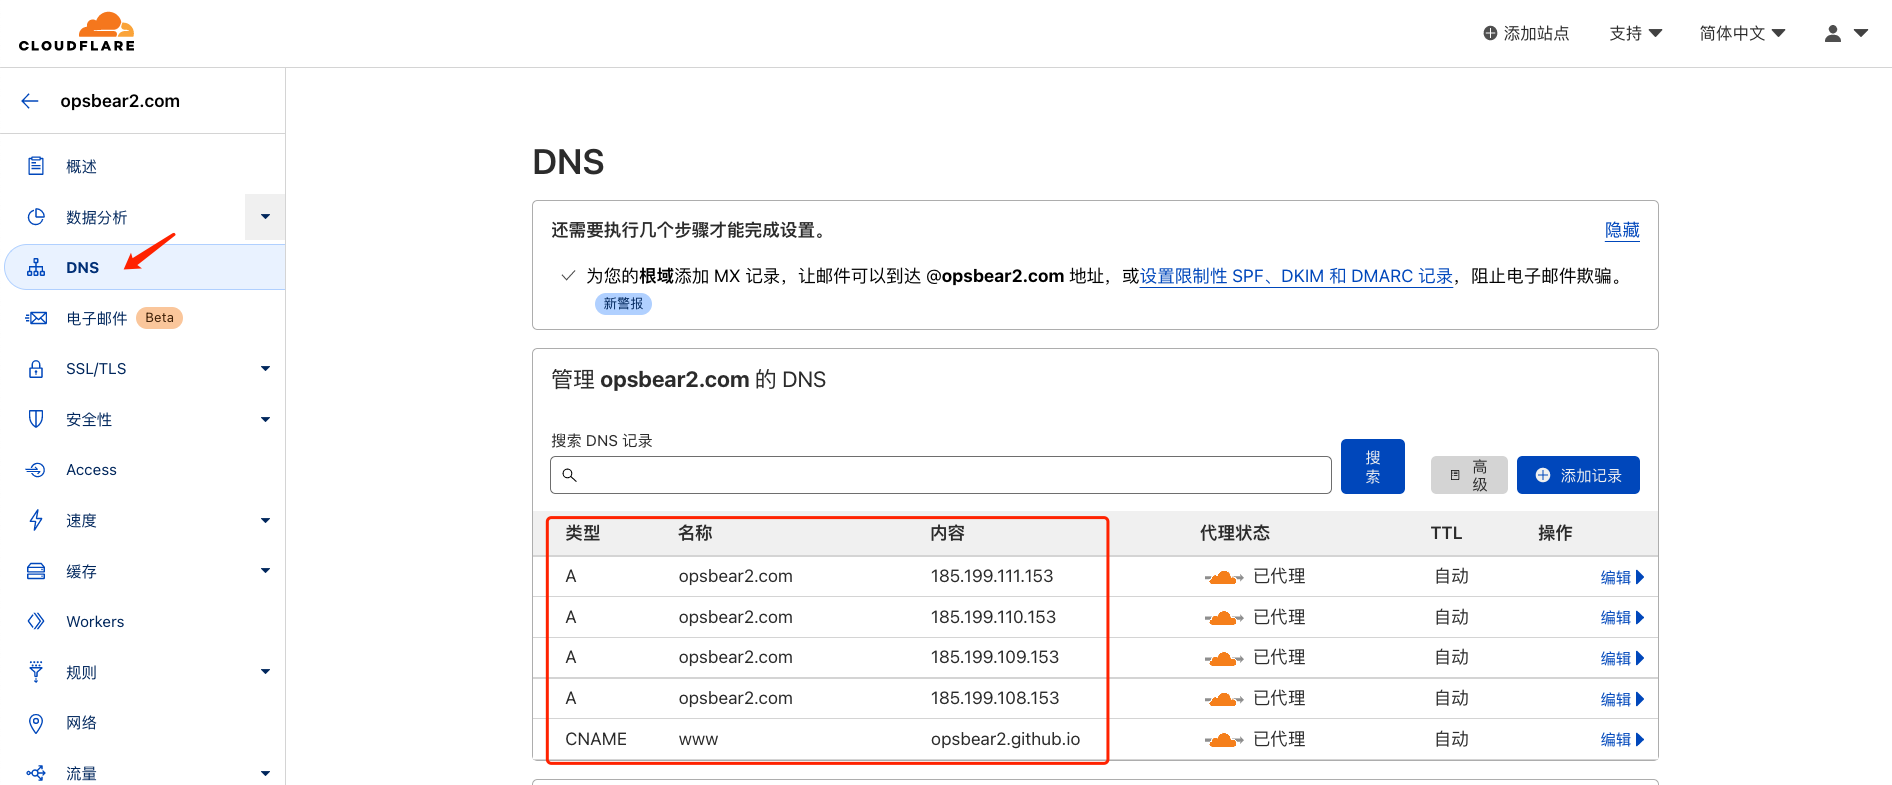 CLOUDFLARE
添加站点 支持 简体中文
opsbear2.com
概述
数据分析
DNS
电子邮件 Beta
SSL/TLS
安全性
Access
速度
缓存
Workers
规则
网络
流量
DNS
还需要执行几个步骤才能完成设置。 隐藏
为您的根域添加 MX 记录，让邮件可以到达 @opsbear2.com 地址，或设置限制性 SPF、DKIM 和 DMARC 记录，阻止电子邮件欺骗。
新警报
管理 opsbear2.com 的 DNS
搜索 DNS 记录
搜
索
高
级
添加记录
类型 名称 内容 代理状态 TTL 操作
A opsbear2.com 185.199.111.153 已代理 自动 编辑
A opsbear2.com 185.199.110.153 已代理 自动 编辑
A opsbear2.com 185.199.109.153 已代理 自动 编辑
A opsbear2.com 185.199.108.153 已代理 自动 编辑
CNAME www opsbear2.github.io 已代理 自动 编辑